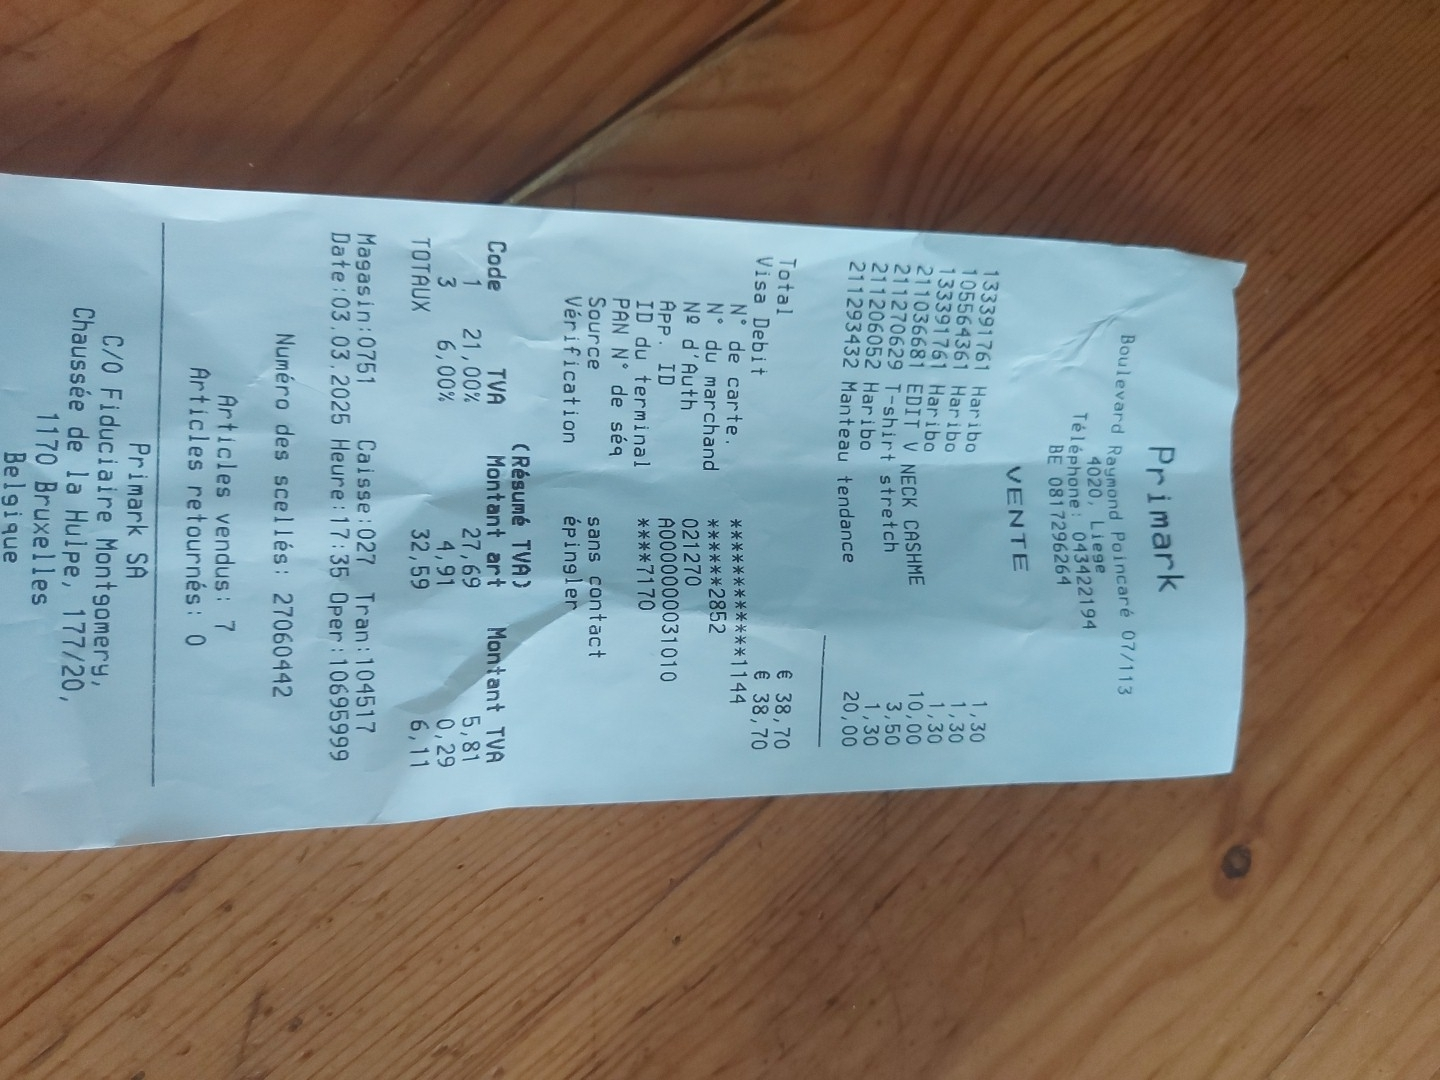 Primark
Boulevard Raymond Poincaré 07/113
4020, Liege
Téléphone: 043422194
BE 0817296264
VENTE
133391761 Haribo 1,30
105564361 Haribo 1,30
133391761 Haribo 1,30
211036681 EDIT V NECK CASHME 10,00
211270629 T-shirt stretch 3,50
211206052 Haribo 1,30
211293432 Manteau tendance 20,00
Total € 38,70
Visa Debit € 38,70
N° de carte. ************1144
N° du marchand ******2852
Nº d'Auth 021270
App. ID A0000000031010
ID du terminal ****7170
PAN N° de séq
Source sans contact
Vérification épingler
(Résumé TVA)
Code TVA Montant art Montant TVA
1 21,00% 27,69 5,81
3 6,00% 4,91 0,29
TOTAUX 32,59 6,11
Magasin:0751 Caisse:027 Tran:104517
Date:03.03.2025 Heure:17:35 Oper:10695999
Numéro des scellés: 27060442
Articles vendus: 7
Articles retournés: 0
Primark SA
C/O Fiduciaire Montgomery,
Chaussée de la Hulpe, 177/20,
1170 Bruxelles
Belgique